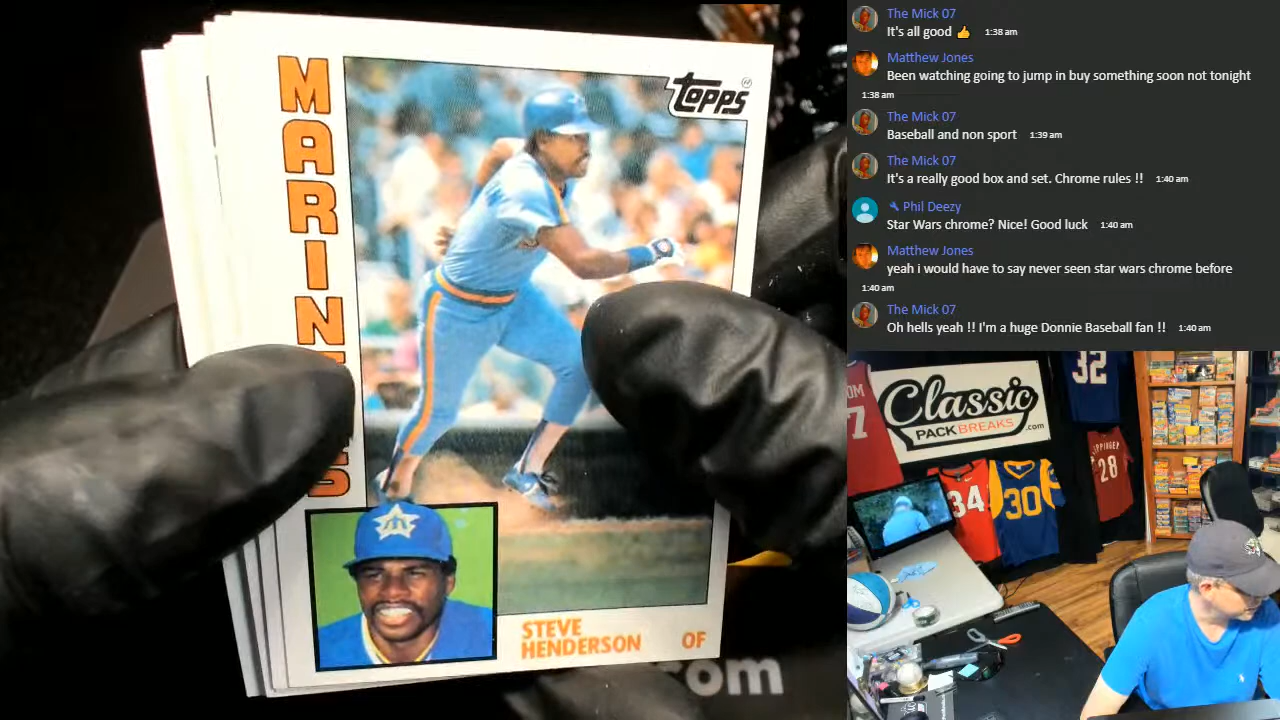 MARINERS
Topps
STEVE
HENDERSON OF
.com
The Mick 07
It's all good 👍 1:38 am
Matthew Jones
Been watching going to jump in buy something soon not tonight
1:38 am
The Mick 07
Baseball and non sport 1:39 am
The Mick 07
It's a really good box and set. Chrome rules !! 1:40 am
Phil Deezy
Star Wars chrome? Nice! Good luck 1:40 am
Matthew Jones
yeah i would have to say never seen star wars chrome before
1:40 am
The Mick 07
Oh hells yeah !! I'm a huge Donnie Baseball fan !! 1:40 am
Classic
PACK BREAKS .com
32
7
34
30
28